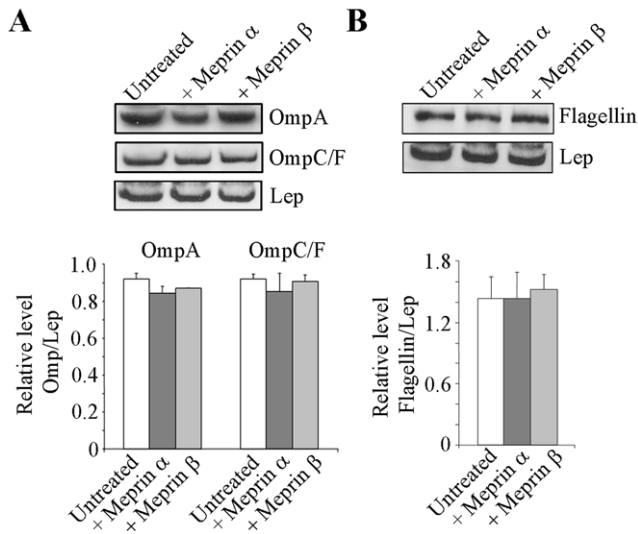 A
B
Untreated
+ Meprin α
+ Meprin β
OmpA
OmpC/F
Lep
Untreated
+ Meprin α
+ Meprin β
Flagellin
Lep
OmpA
OmpC/F
Relative level
Omp/Lep
1.0
0.8
0.6
0.4
0.2
0
Untreated
+ Meprin α
+ Meprin β
Untreated
+ Meprin α
+ Meprin β
Relative level
Flagellin/Lep
1.8
1.2
0.6
0
Untreated
+ Meprin α
+ Meprin β